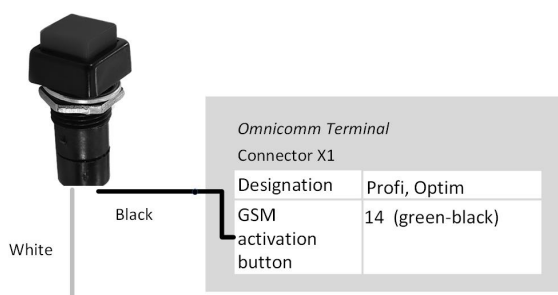 Omnicomm Terminal
Connector X1
Designation
Profi, Optim
Black
GSM
activation
button
14 (green-black)
White